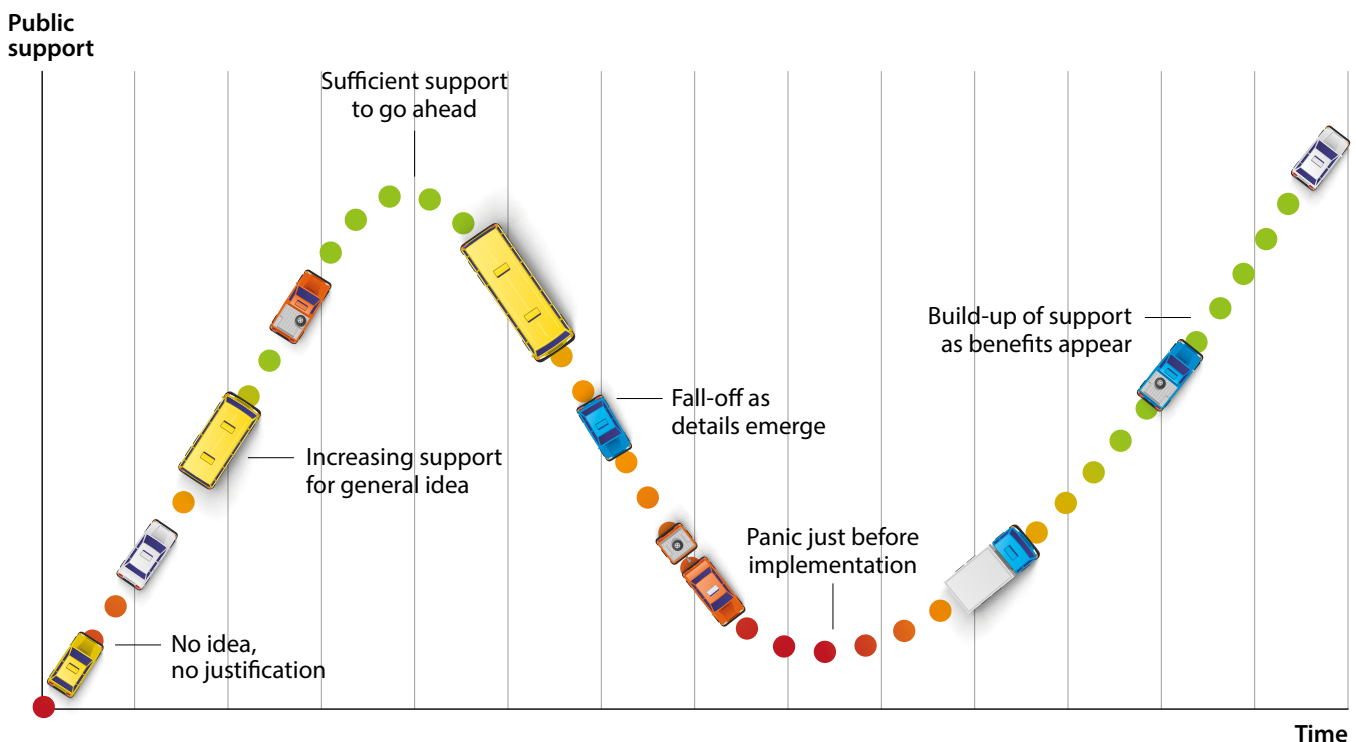 Public
support
Sufficient support
to go ahead
Build-up of support
as benefits appear
Fall-off as
details emerge
Increasing support
for general idea
Panic just before
implementation
No idea,
no justification
Time